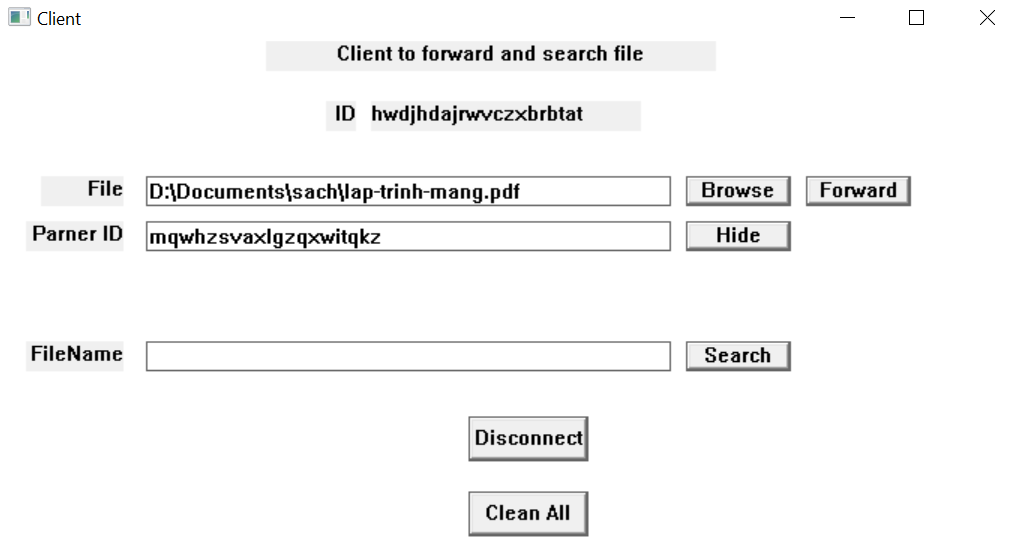 Client
Client to forward and search file
ID hwdjhdajrwvczxbrbtat
File D:\Documents\sach\lap-trinh-mang.pdf Browse Forward
Parner ID mqwhzsvaxlgzqxwitqkz Hide
FileName Search
Disconnect
Clean All